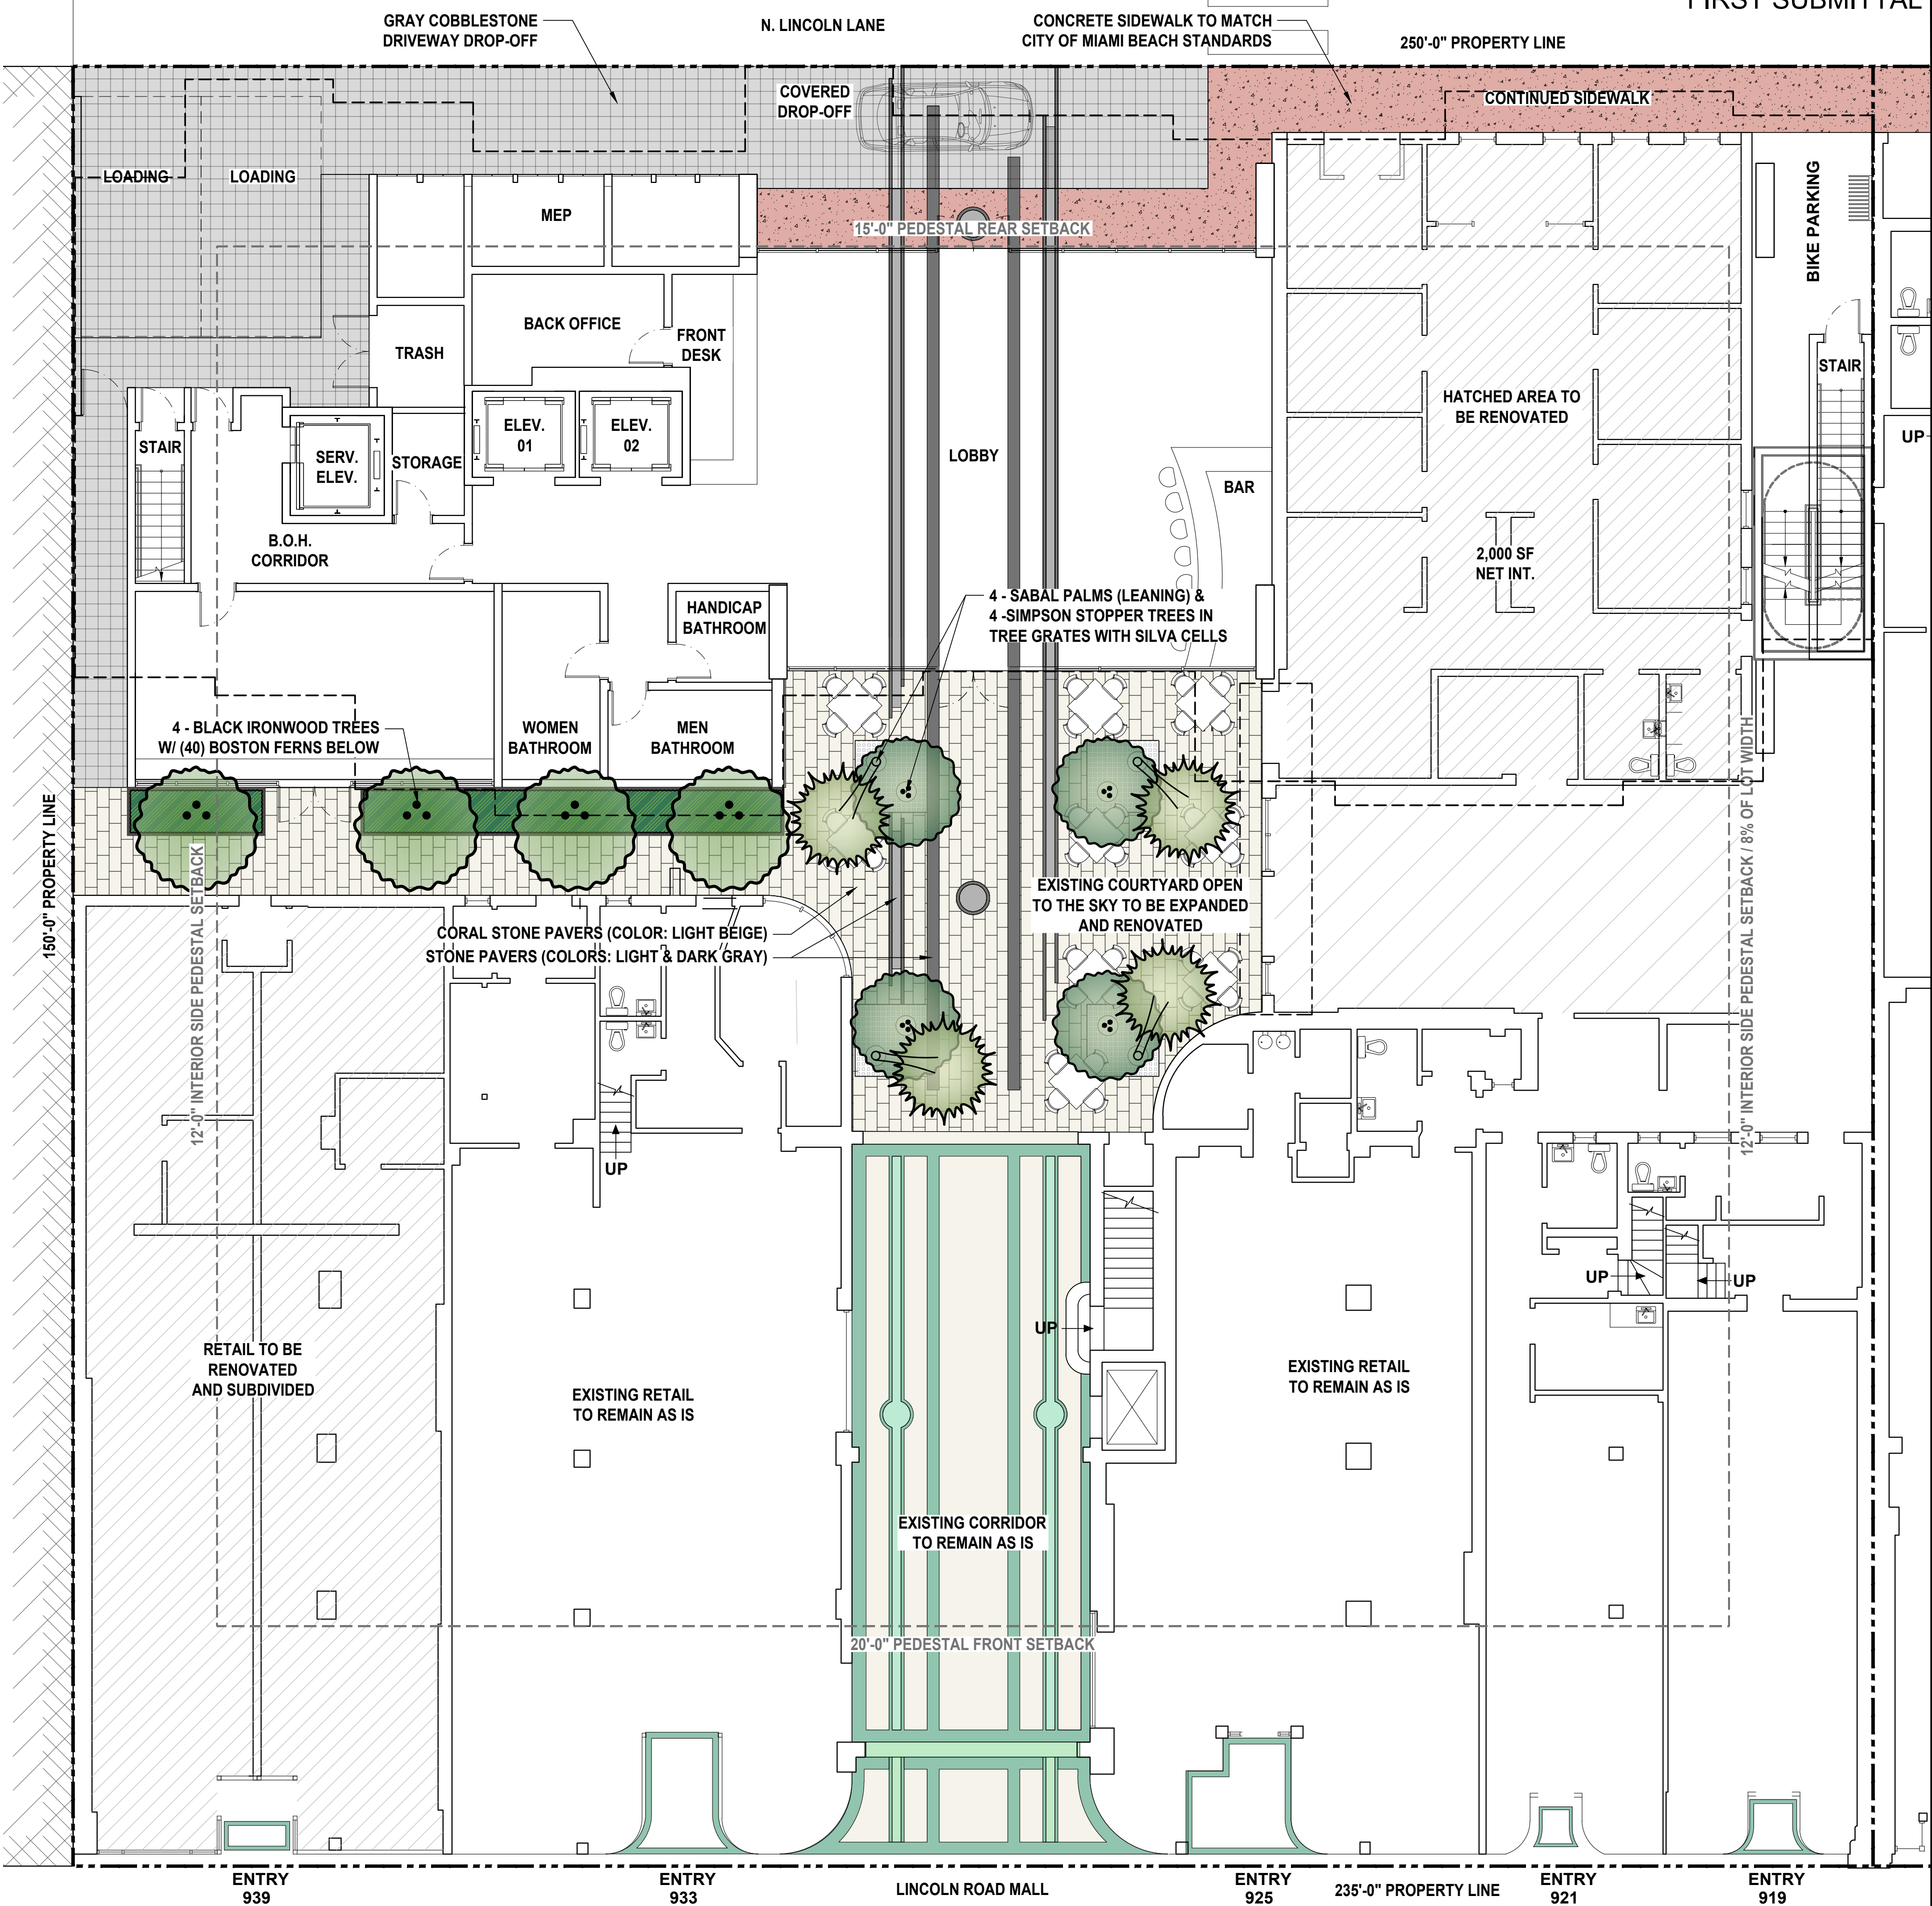 FIRST SUBMITTAL
GRAY COBBLESTONE
DRIVEWAY DROP-OFF
N. LINCOLN LANE
CONCRETE SIDEWALK TO MATCH
CITY OF MIAMI BEACH STANDARDS
250'-0" PROPERTY LINE
COVERED
DROP-OFF
CONTINUED SIDEWALK
LOADING
LOADING
MEP
15'-0" PEDESTAL REAR SETBACK
BIKE PARKING
BACK OFFICE
FRONT
DESK
TRASH
STAIR
HATCHED AREA TO
BE RENOVATED
ELEV.
01
ELEV.
02
STAIR
SERV.
ELEV.
STORAGE
LOBBY
BAR
UP
B.O.H.
CORRIDOR
2,000 SF
NET INT.
HANDICAP
BATHROOM
4 - SABAL PALMS (LEANING) &
4 -SIMPSON STOPPER TREES IN
TREE GRATES WITH SILVA CELLS
4 - BLACK IRONWOOD TREES
W/ (40) BOSTON FERNS BELOW
WOMEN
BATHROOM
MEN
BATHROOM
150'-0" PROPERTY LINE
12'-0" INTERIOR SIDE PEDESTAL SETBACK
12'-0" INTERIOR SIDE PEDESTAL SETBACK / 8% OF LOT WIDTH
EXISTING COURTYARD OPEN
TO THE SKY TO BE EXPANDED
AND RENOVATED
CORAL STONE PAVERS (COLOR: LIGHT BEIGE)
STONE PAVERS (COLORS: LIGHT & DARK GRAY)
UP
UP
UP
UP
RETAIL TO BE
RENOVATED
AND SUBDIVIDED
EXISTING RETAIL
TO REMAIN AS IS
EXISTING RETAIL
TO REMAIN AS IS
EXISTING CORRIDOR
TO REMAIN AS IS
20'-0" PEDESTAL FRONT SETBACK
ENTRY
939
ENTRY
933
LINCOLN ROAD MALL
ENTRY
925
235'-0" PROPERTY LINE
ENTRY
921
ENTRY
919